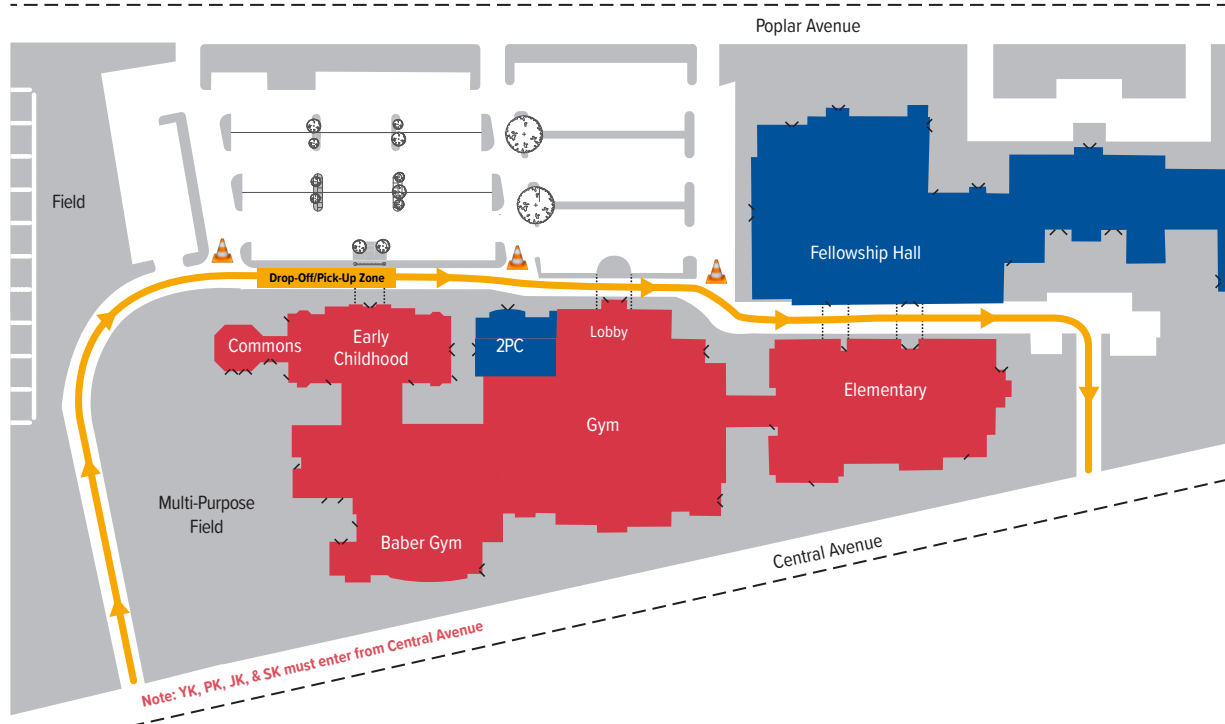 Poplar Avenue
Field
Drop-Off/Pick-Up Zone
Fellowship Hall
Commons
Early
Childhood
2PC
Lobby
Elementary
Gym
Multi-Purpose
Field
Baber Gym
Central Avenue
Note: YK, PK, JK, & SK must enter from Central Avenue